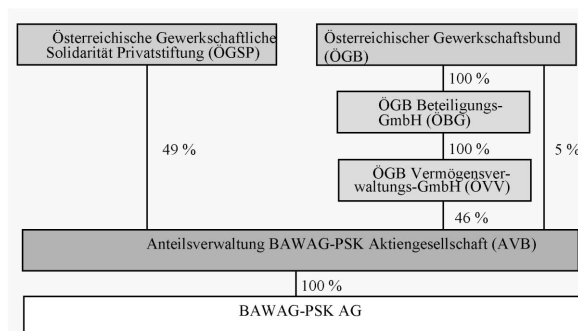 Österreichische Gewerkschaftliche
Solidarität Privatstiftung (ÖGSP)
Österreichischer Gewerkschaftsbund
(ÖGB)
100 %
ÖGB Beteiligungs-
GmbH (ÖBG)
49 %
100 %
5 %
ÖGB Vermögensver-
waltungs-GmbH (ÖVV)
46 %
Anteilsverwaltung BAWAG-PSK Aktiengesellschaft (AVB)
100 %
BAWAG-PSK AG